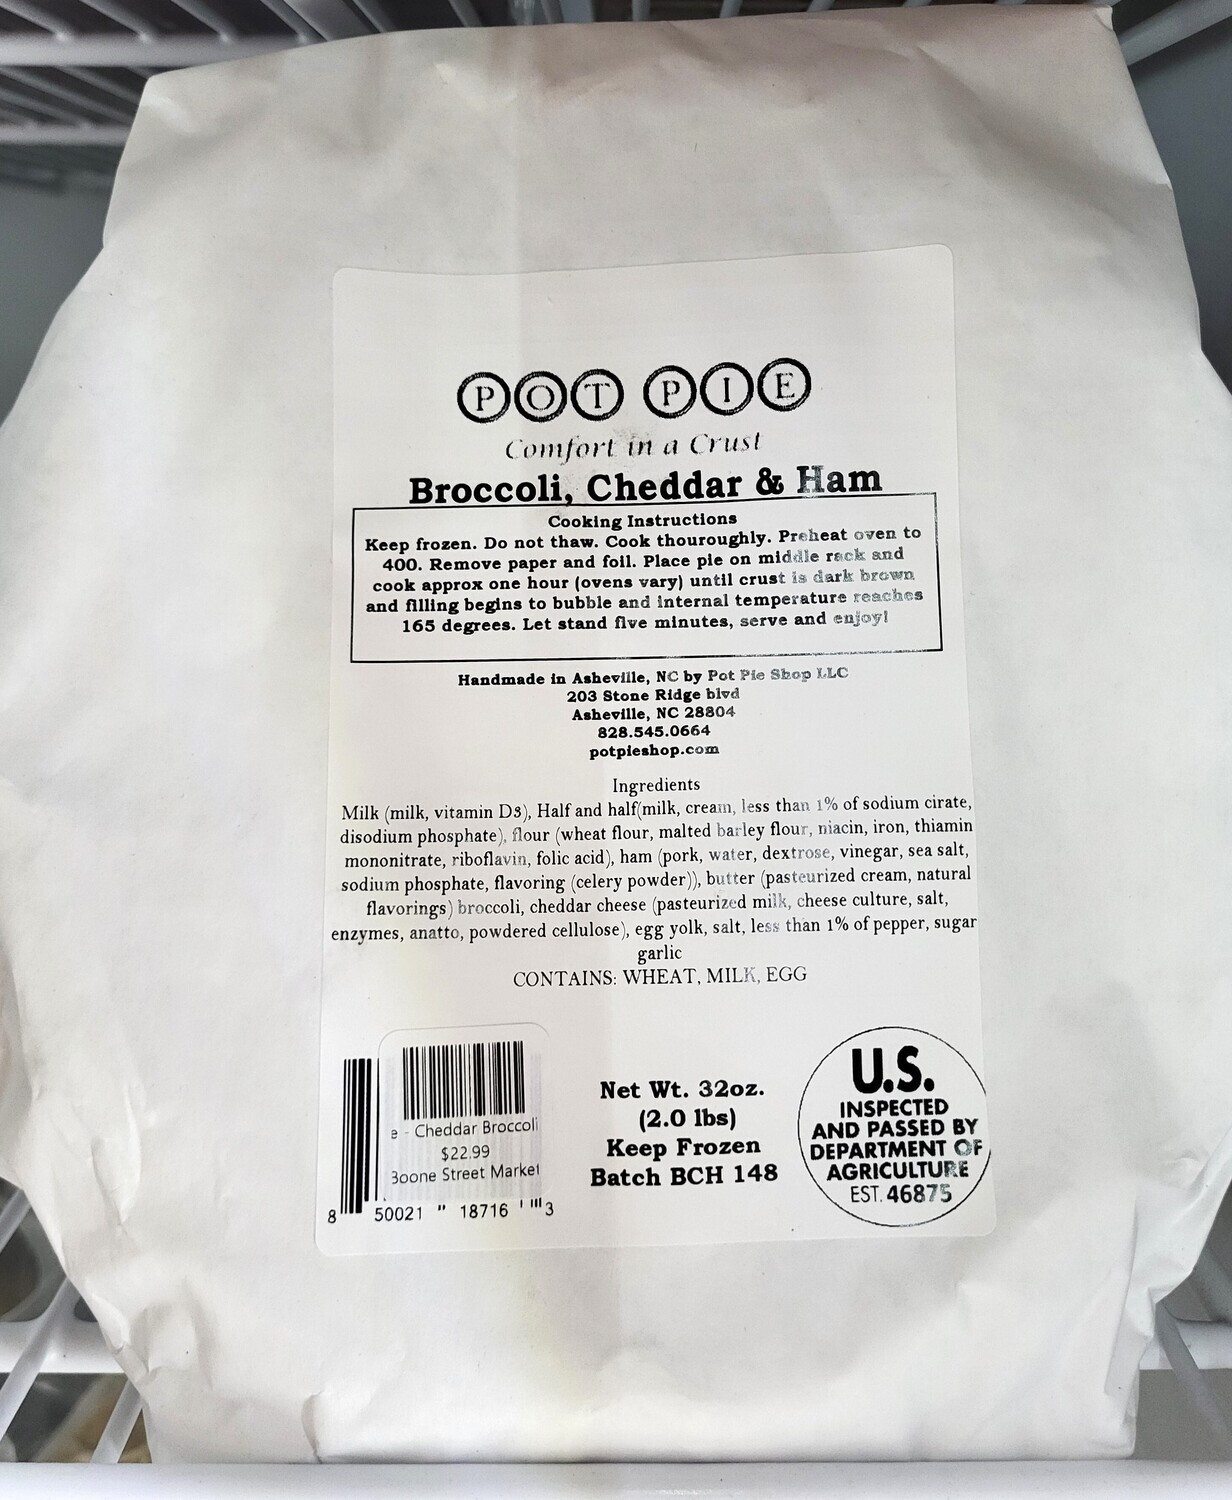 POT PIE
Comfort in a Crust
Broccoli, Cheddar & Ham
Cooking Instructions
Keep frozen. Do not thaw. Cook thouroughly. Preheat oven to
400. Remove paper and foil. Place pie on middle rack and
cook approx one hour (ovens vary) until crust is dark brown
and filling begins to bubble and internal temperature reaches
165 degrees. Let stand five minutes, serve and enjoy!
Handmade in Asheville, NC by Pot Pie Shop LLC
203 Stone Ridge blvd
Asheville, NC 28804
828.545.0664
potpieshop.com
Ingredients
Milk (milk, vitamin D3), Half and half(milk, cream, less than 1% of sodium cirate,
disodium phosphate), flour (wheat flour, malted barley flour, niacin, iron, thiamin
mononitrate, riboflavin, folic acid), ham (pork, water, dextrose, vinegar, sea salt,
sodium phosphate, flavoring (celery powder)), butter (pasteurized cream, natural
flavorings) broccoli, cheddar cheese (pasteurized milk, cheese culture, salt,
enzymes, anatto, powdered cellulose), egg yolk, salt, less than 1% of pepper, sugar
garlic
CONTAINS: WHEAT, MILK, EGG
e - Cheddar Broccoli
$22.99
Boone Street Market
8 50021 18716 3
Net Wt. 32oz.
(2.0 lbs)
Keep Frozen
Batch BCH 148
U.S.
INSPECTED
AND PASSED BY
DEPARTMENT OF
AGRICULTURE
EST. 46875